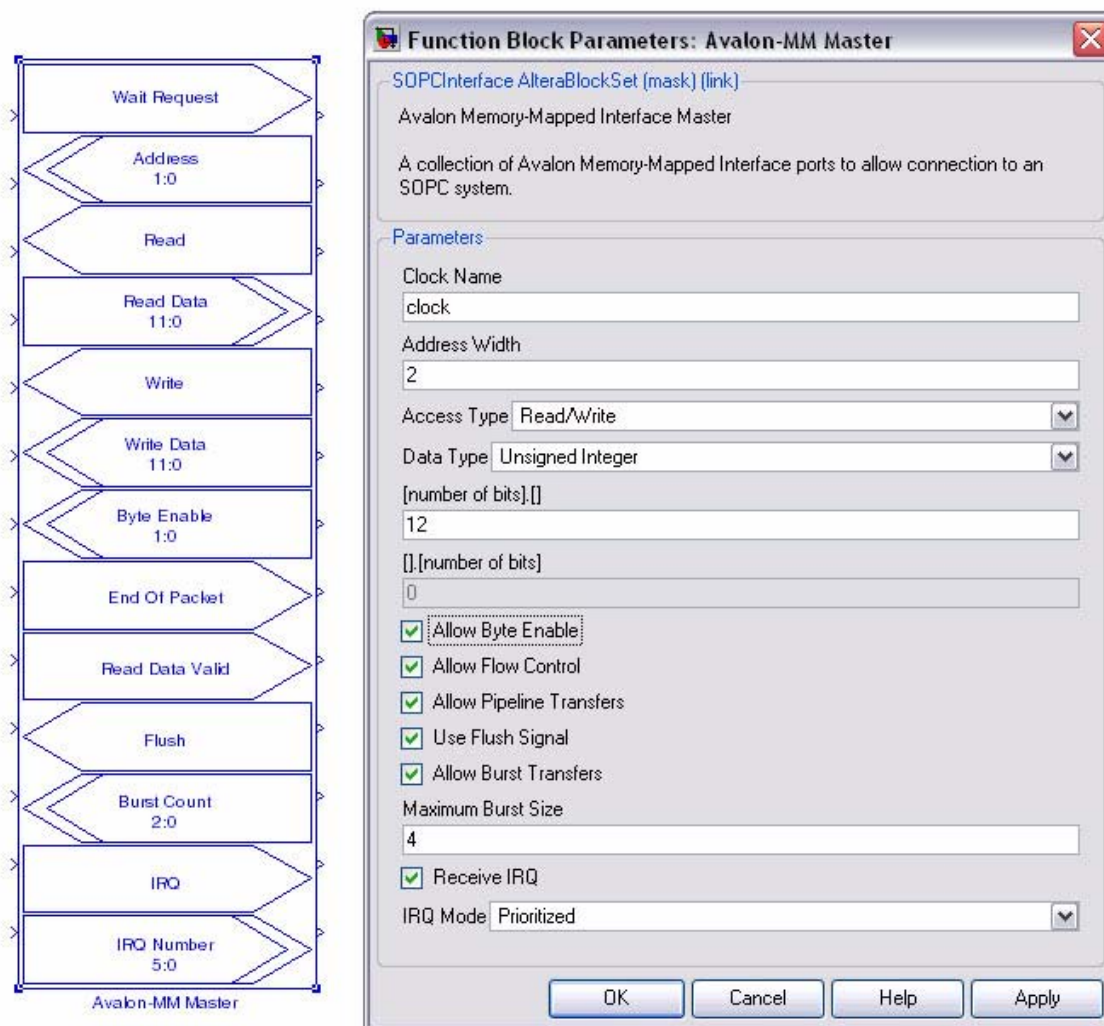 Wait Request
Address
1:0
Read
Read Data
11:0
Write
Write Data
11:0
Byte Enable
1:0
End Of Packet
Read Data Valid
Flush
Burst Count
2:0
IRQ
IRQ Number
5:0
Avalon-MM Master
Function Block Parameters: Avalon-MM Master
SOPCInterface AlteraBlockSet (mask) (link)
Avalon Memory-Mapped Interface Master
A collection of Avalon Memory-Mapped Interface ports to allow connection to an
SOPC system.
Parameters
Clock Name
clock
Address Width
2
Access Type Read/Write
Data Type Unsigned Integer
[number of bits].[]
12
[].[number of bits]
0
Allow Byte Enable
Allow Flow Control
Allow Pipeline Transfers
Use Flush Signal
Allow Burst Transfers
Maximum Burst Size
4
Receive IRQ
IRQ Mode Prioritized
OK Cancel Help Apply